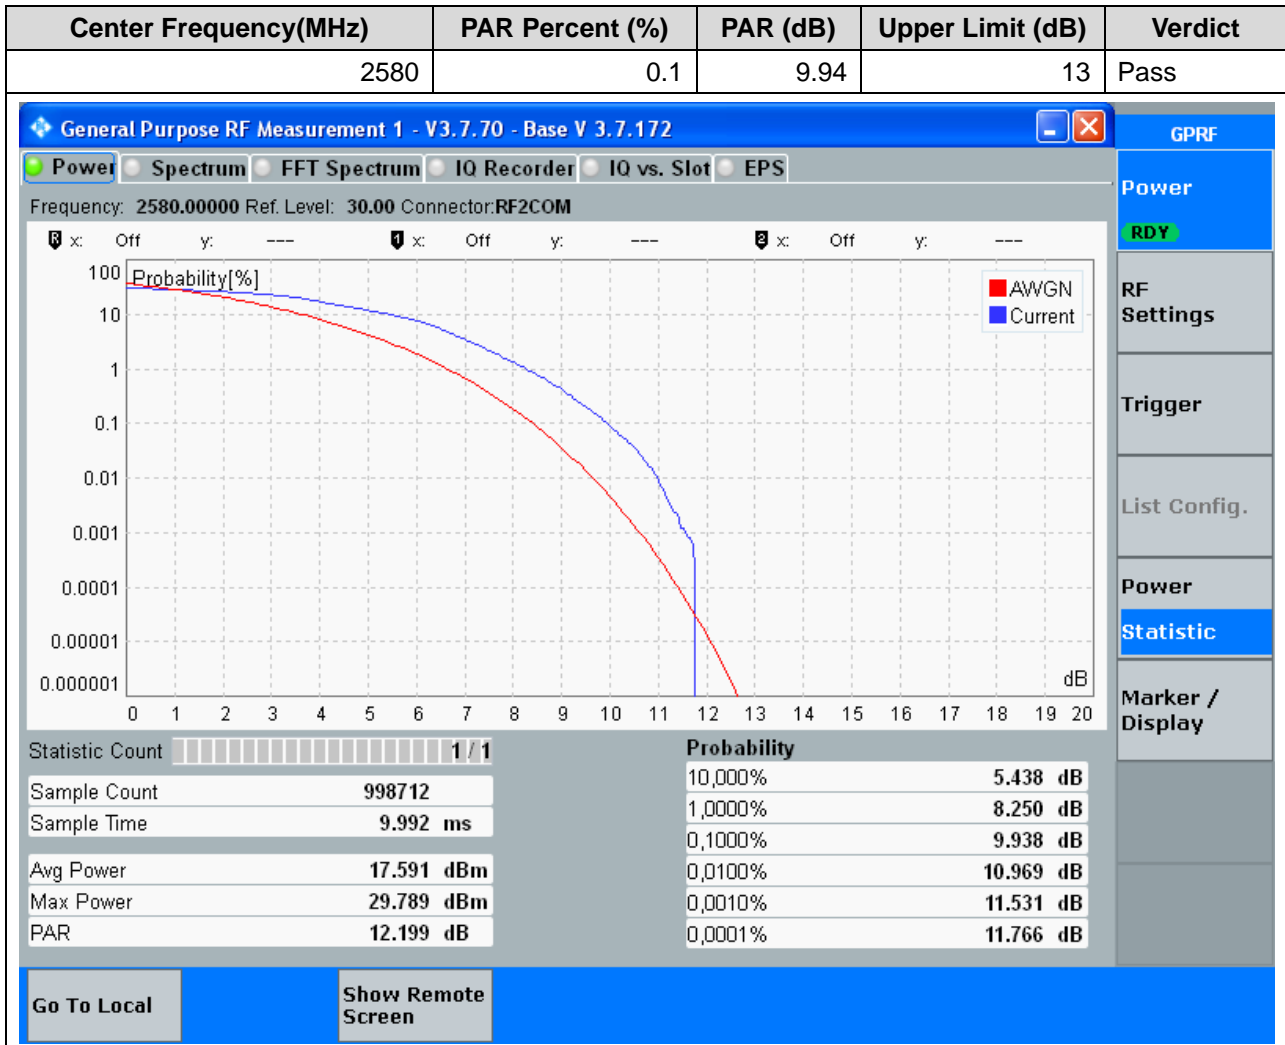 Center Frequency(MHz) PAR Percent (%) PAR (dB) Upper Limit (dB) Verdict
2580 0.1 9.94 13 Pass
General Purpose RF Measurement 1 - V3.7.70 - Base V 3.7.172
GPRF
Power Spectrum FFT Spectrum IQ Recorder IQ vs. Slot EPS
Power
RDY
Frequency: 2580.00000 Ref. Level: 30.00 Connector:RF2COM
R x: Off y: --- 1 x: Off y: --- 2 x: Off y: ---
Probability[%]
AWGN
Current
100
10
1
0.1
0.01
0.001
0.0001
0.00001
0.000001
dB
0 1 2 3 4 5 6 7 8 9 10 11 12 13 14 15 16 17 18 19 20
RF
Settings
Trigger
List Config.
Power
Statistic
Marker /
Display
Statistic Count 1 / 1
Sample Count 998712
Sample Time 9.992 ms
Avg Power 17.591 dBm
Max Power 29.789 dBm
PAR 12.199 dB
Probability
10,000% 5.438 dB
1,0000% 8.250 dB
0,1000% 9.938 dB
0,0100% 10.969 dB
0,0010% 11.531 dB
0,0001% 11.766 dB
Go To Local
Show Remote
Screen